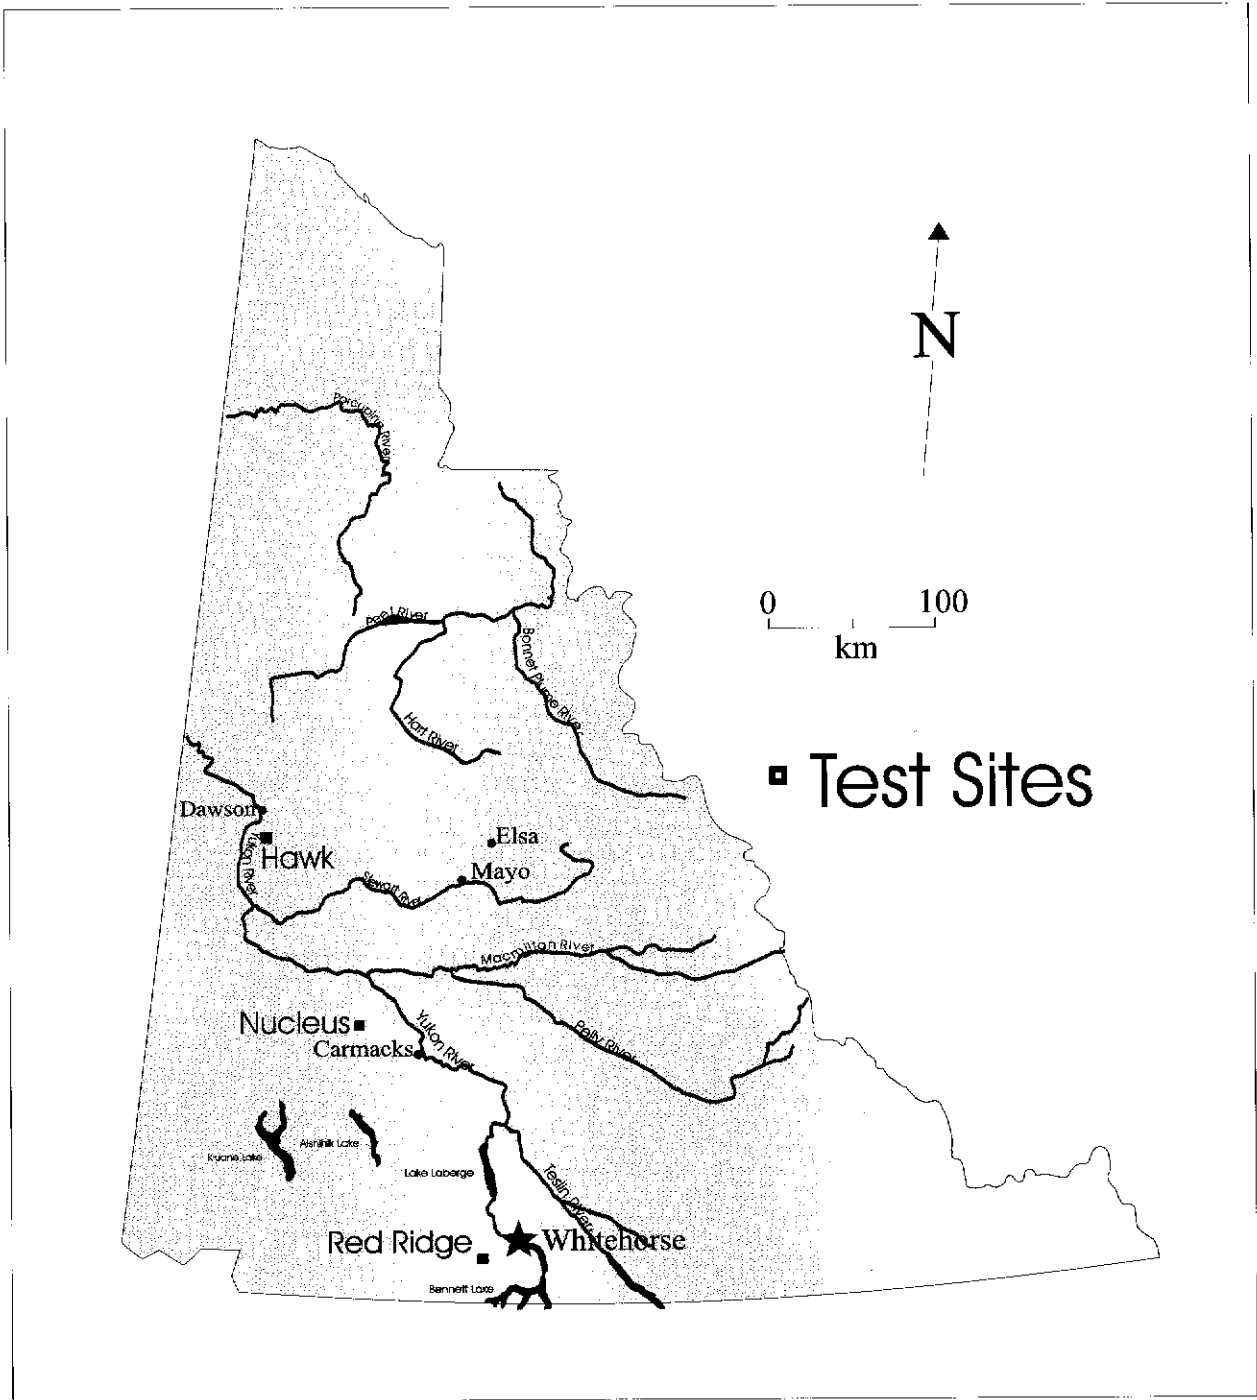 N
Porcupine River
0 100
km
Peel River
Bonnet Plume Rive
Hart River
Test Sites
Dawson
Elsa
Hawk
Yukon River
Mayo
Stewart River
Macmillan River
Nucleus
Yukon River
Pelly River
Carmacks
Aishihik Lake
Kluane Lake
Lake Laberge
Teslin River
Red Ridge
Whitehorse
Bennett Lake